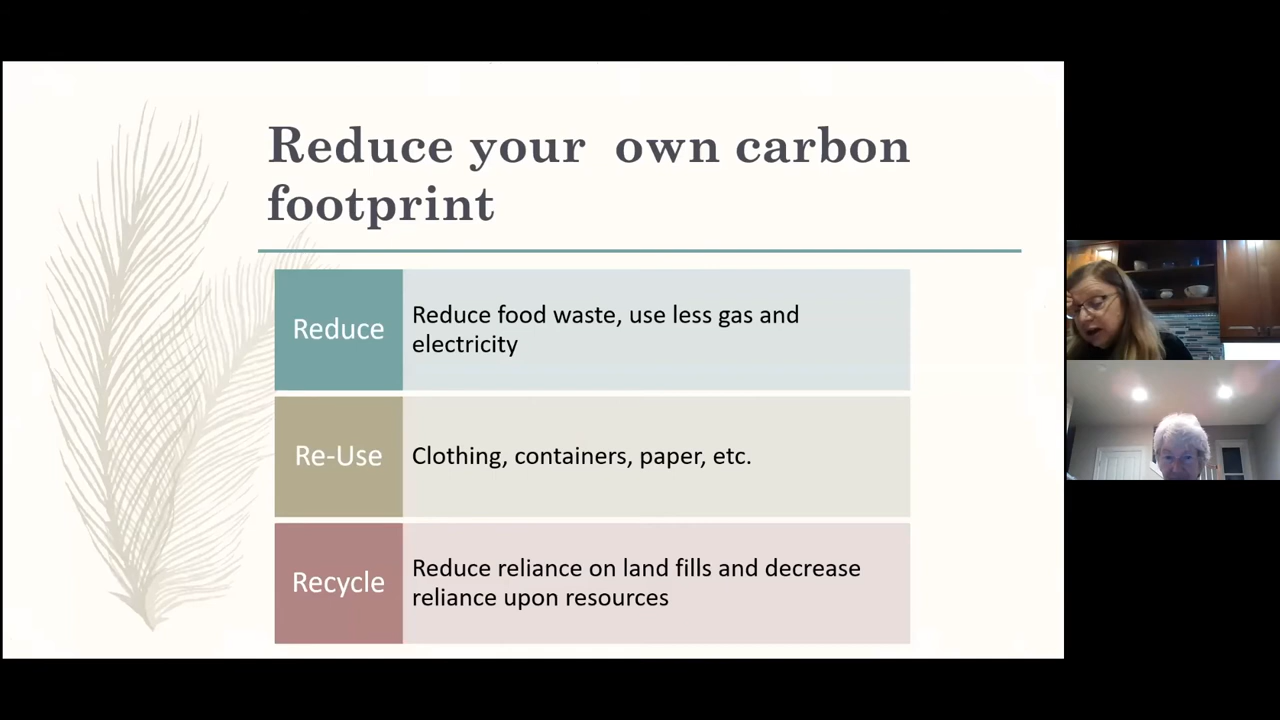 Reduce your  own carbon
footprint
Reduce
Reduce food waste, use less gas and
electricity
Re-Use
Clothing, containers, paper, etc.
Recycle
Reduce reliance on land fills and decrease
reliance upon resources